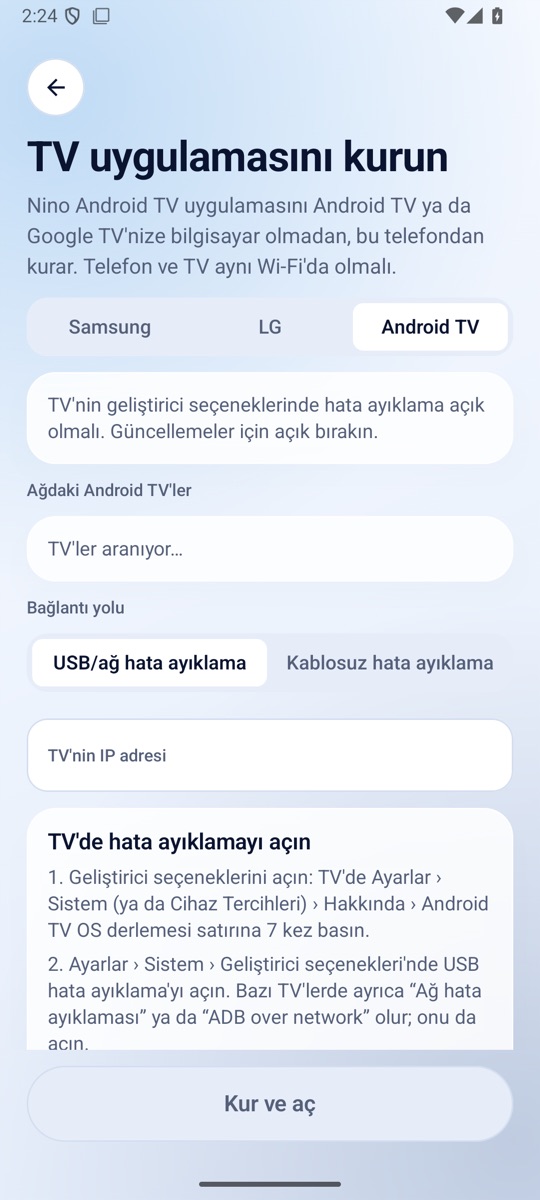 2:24
TV uygulamasını kurun
Nino Android TV uygulamasını Android TV ya da
Google TV'nize bilgisayar olmadan, bu telefondan
kurar. Telefon ve TV aynı Wi-Fi'da olmalı.
Samsung LG Android TV
TV'nin geliştirici seçeneklerinde hata ayıklama açık
olmalı. Güncellemeler için açık bırakın.
Ağdaki Android TV'ler
TV'ler aranıyor…
Bağlantı yolu
USB/ağ hata ayıklama Kablosuz hata ayıklama
TV'nin IP adresi
TV'de hata ayıklamayı açın
1. Geliştirici seçeneklerini açın: TV'de Ayarlar ›
Sistem (ya da Cihaz Tercihleri) › Hakkında › Android
TV OS derlemesi satırına 7 kez basın.
2. Ayarlar › Sistem › Geliştirici seçenekleri'nde USB
hata ayıklama'yı açın. Bazı TV'lerde ayrıca “Ağ hata
ayıklaması” ya da “ADB over network” olur; onu da
açın.
Kur ve aç